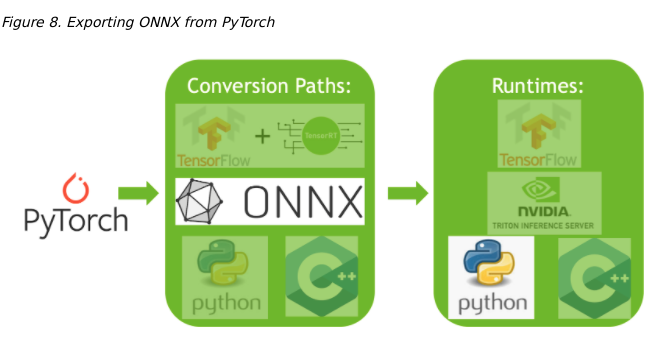 Figure 8. Exporting ONNX from PyTorch
PyTorch
Conversion Paths:
TensorFlow
+
TensorRT
ONNX
python
C++
Runtimes:
TensorFlow
NVIDIA.
TRITON INFERENCE SERVER
python
C++